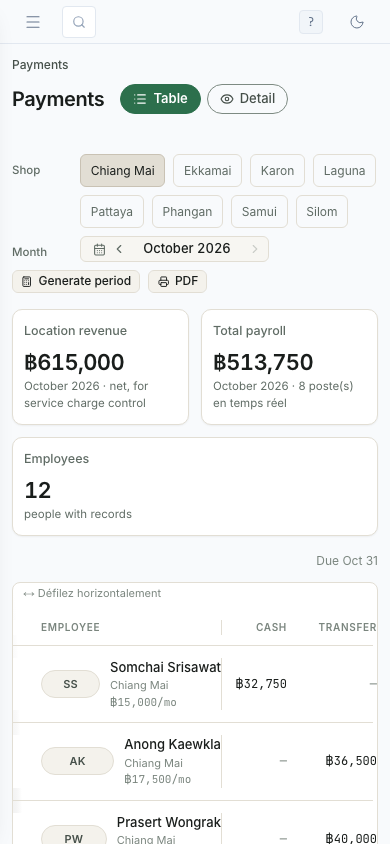 ?
Payments
Payments
Table
Detail
Shop
Chiang Mai
Ekkamai
Karon
Laguna
Pattaya
Phangan
Samui
Silom
Month
October 2026
Generate period
PDF
Location revenue
฿615,000
October 2026 · net, for
service charge control
Total payroll
฿513,750
October 2026 · 8 poste(s)
en temps réel
Employees
12
people with records
Due Oct 31
↔ Défilez horizontalement
EMPLOYEE
CASH
TRANSFER
SS
Somchai Srisawat
Chiang Mai
฿15,000/mo
฿32,750
—
AK
Anong Kaewkla
Chiang Mai
฿17,500/mo
—
฿36,500
PW
Prasert Wongrak
Chiang Mai
—
฿40,000